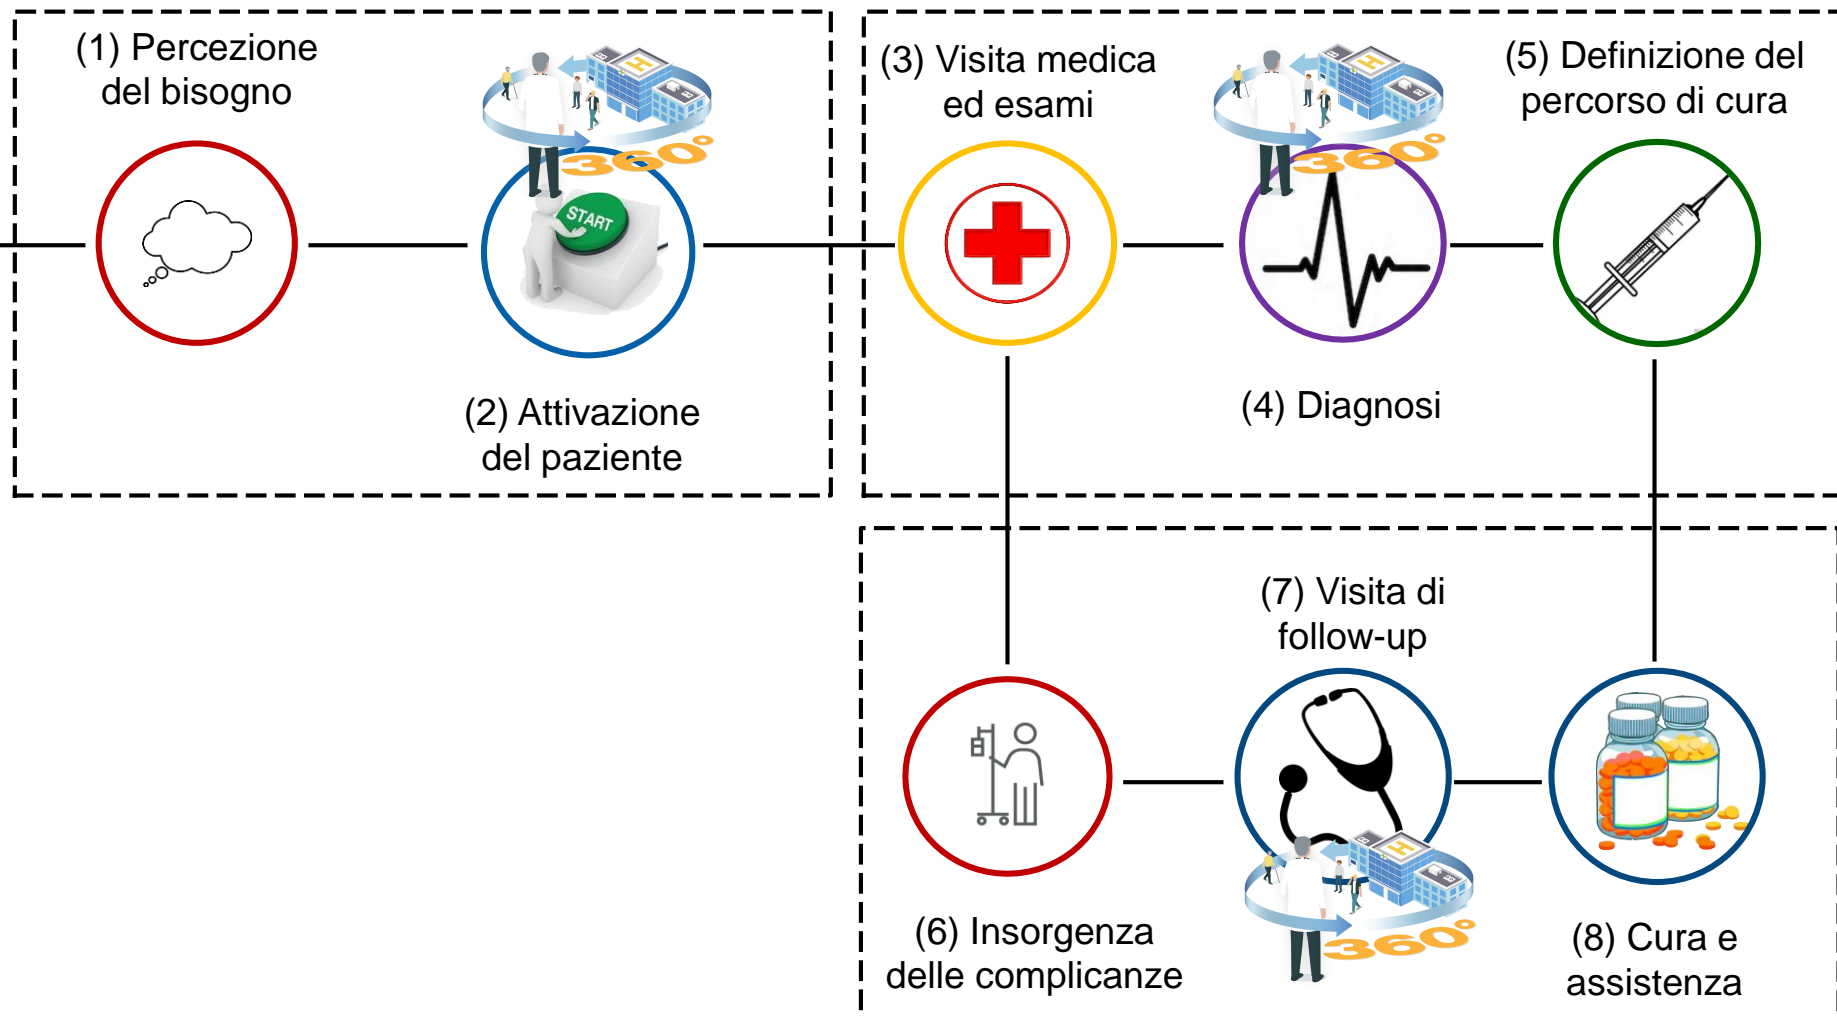 (1) Percezione
del bisogno
360°
START
(2) Attivazione
del paziente
(3) Visita medica
ed esami
H
360°
(4) Diagnosi
(5) Definizione del
percorso di cura
H
(6) Insorgenza
delle complicanze
(7) Visita di
follow-up
H
360°
(8) Cura e
assistenza